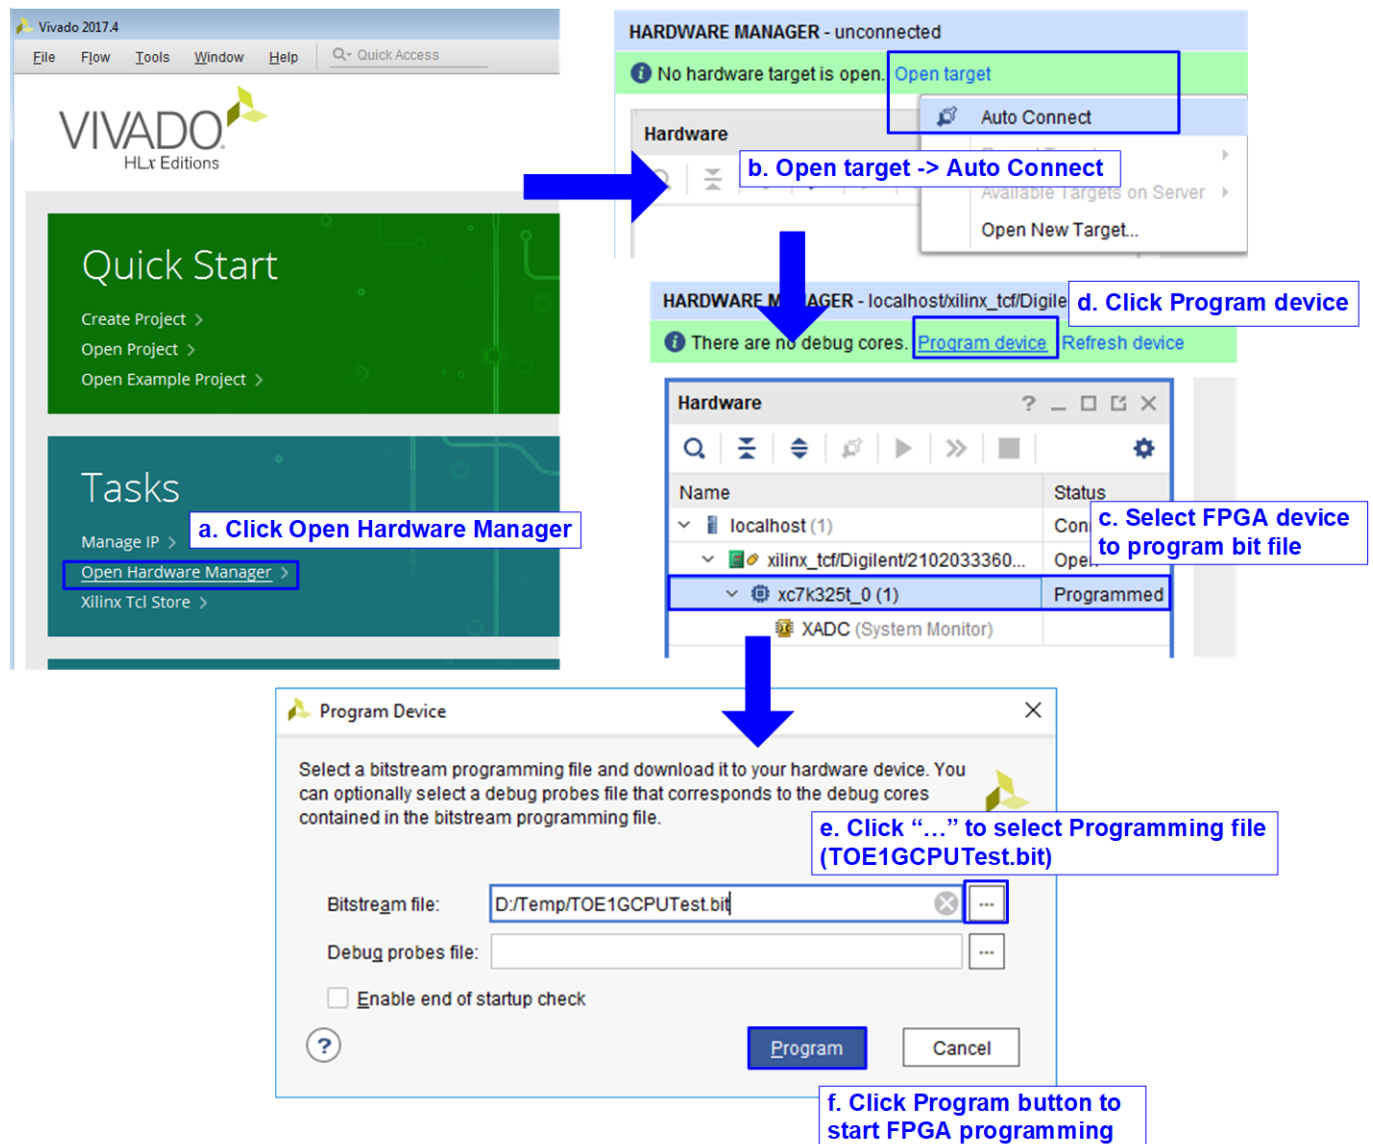 Vivado 2017.4
File Flow Tools Window Help Quick Access
VIVADO
HLx Editions
Quick Start
Create Project >
Open Project >
Open Example Project >
Tasks
a. Click Open Hardware Manager
Manage IP >
Open Hardware Manager >
Xilinx Tcl Store >
HARDWARE MANAGER - unconnected
No hardware target is open. Open target
Auto Connect
Hardware
b. Open target -> Auto Connect
Available Targets on Server
Open New Target...
HARDWARE MANAGER - localhost/xilinx_tcf/Digile
d. Click Program device
There are no debug cores. Program device Refresh device
Hardware
Name Status
localhost (1)
c. Select FPGA device
to program bit file
xilinx_tcf/Digilent/2102033360...
xc7k325t_0 (1) Programmed
XADC (System Monitor)
Program Device
Select a bitstream programming file and download it to your hardware device. You
can optionally select a debug probes file that corresponds to the debug cores
contained in the bitstream programming file.
e. Click “…” to select Programming file
(TOE1GCPUTest.bit)
Bitstream file: D:/Temp/TOE1GCPUTest.bit ...
Debug probes file: ...
Enable end of startup check
? Program Cancel
f. Click Program button to
start FPGA programming